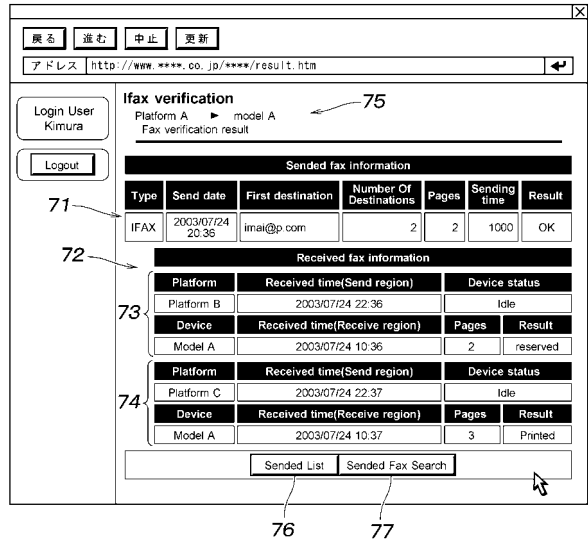 戻る 進む 中止 更新
アドレス http://www.****.co.jp/****/result.htm
Login User
Kimura
Logout
Ifax verification
Platform A ► model A
Fax verification result
75
Sended fax information
Type Send date First destination Number Of Destinations Pages Sending time Result
71
IFAX 2003/07/24 20:36 imai@p.com 2 2 1000 OK
72
Received fax information
73
Platform Received time(Send region) Device status
Platform B 2003/07/24 22:36 Idle
Device Received time(Receive region) Pages Result
Model A 2003/07/24 10:36 2 reserved
74
Platform Received time(Send region) Device status
Platform C 2003/07/24 22:37 Idle
Device Received time(Receive region) Pages Result
Model A 2003/07/24 10:37 3 Printed
Sended List Sended Fax Search
76 77